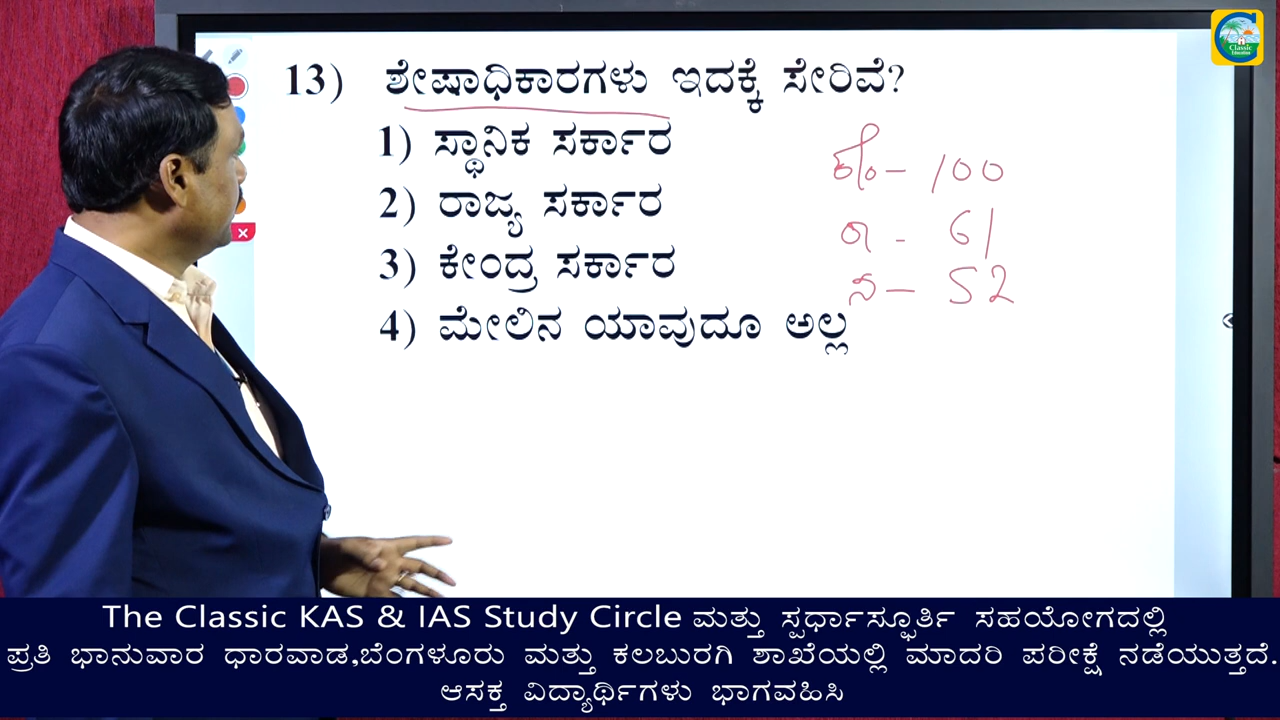 Classic
Education
13) ಶೇಷಾಧಿಕಾರಗಳು ಇದಕ್ಕೆ ಸೇರಿವೆ?
1) ಸ್ಥಾನಿಕ ಸರ್ಕಾರ
2) ರಾಜ್ಯ ಸರ್ಕಾರ
3) ಕೇಂದ್ರ ಸರ್ಕಾರ
4) ಮೇಲಿನ ಯಾವುದೂ ಅಲ್ಲ
– 100
- 61
– 52
The Classic KAS & IAS Study Circle ಮತ್ತು ಸ್ಪರ್ಧಾಸ್ಫೂರ್ತಿ ಸಹಯೋಗದಲ್ಲಿ
ಪ್ರತಿ ಭಾನುವಾರ ಧಾರವಾಡ,ಬೆಂಗಳೂರು ಮತ್ತು ಕಲಬುರಗಿ ಶಾಖೆಯಲ್ಲಿ ಮಾದರಿ ಪರೀಕ್ಷೆ ನಡೆಯುತ್ತದೆ.
ಆಸಕ್ತ ವಿದ್ಯಾರ್ಥಿಗಳು ಭಾಗವಹಿಸಿ